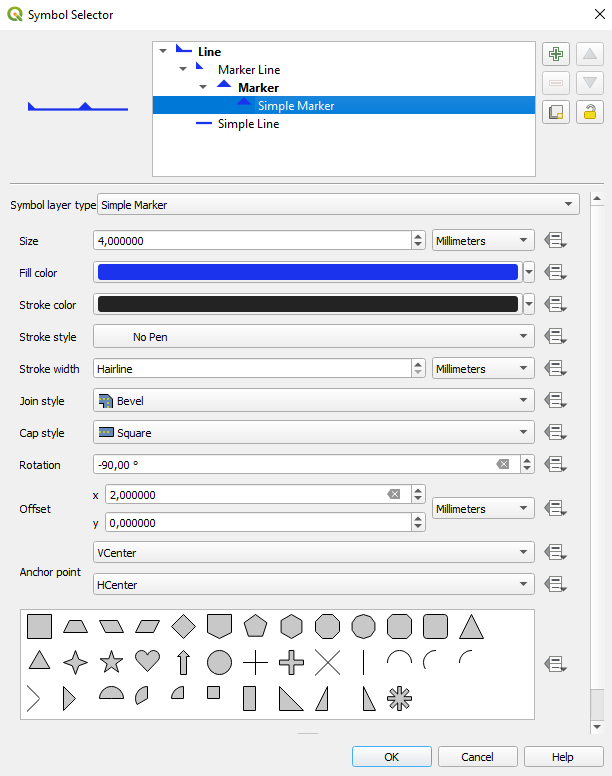 Symbol Selector
Line
Marker Line
Marker
Simple Marker
Simple Line
Symbol layer type Simple Marker
Size 4,000000 Millimeters
Fill color
Stroke color
Stroke style No Pen
Stroke width Hairline Millimeters
Join style Bevel
Cap style Square
Rotation -90,00 °
Offset x 2,000000 Millimeters
y 0,000000
Anchor point VCenter
HCenter
OK Cancel Help